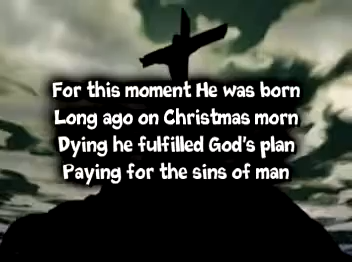 For this moment He was born
Long ago on Christmas morn
Dying he fulfilled God's plan
Paying for the sins of man